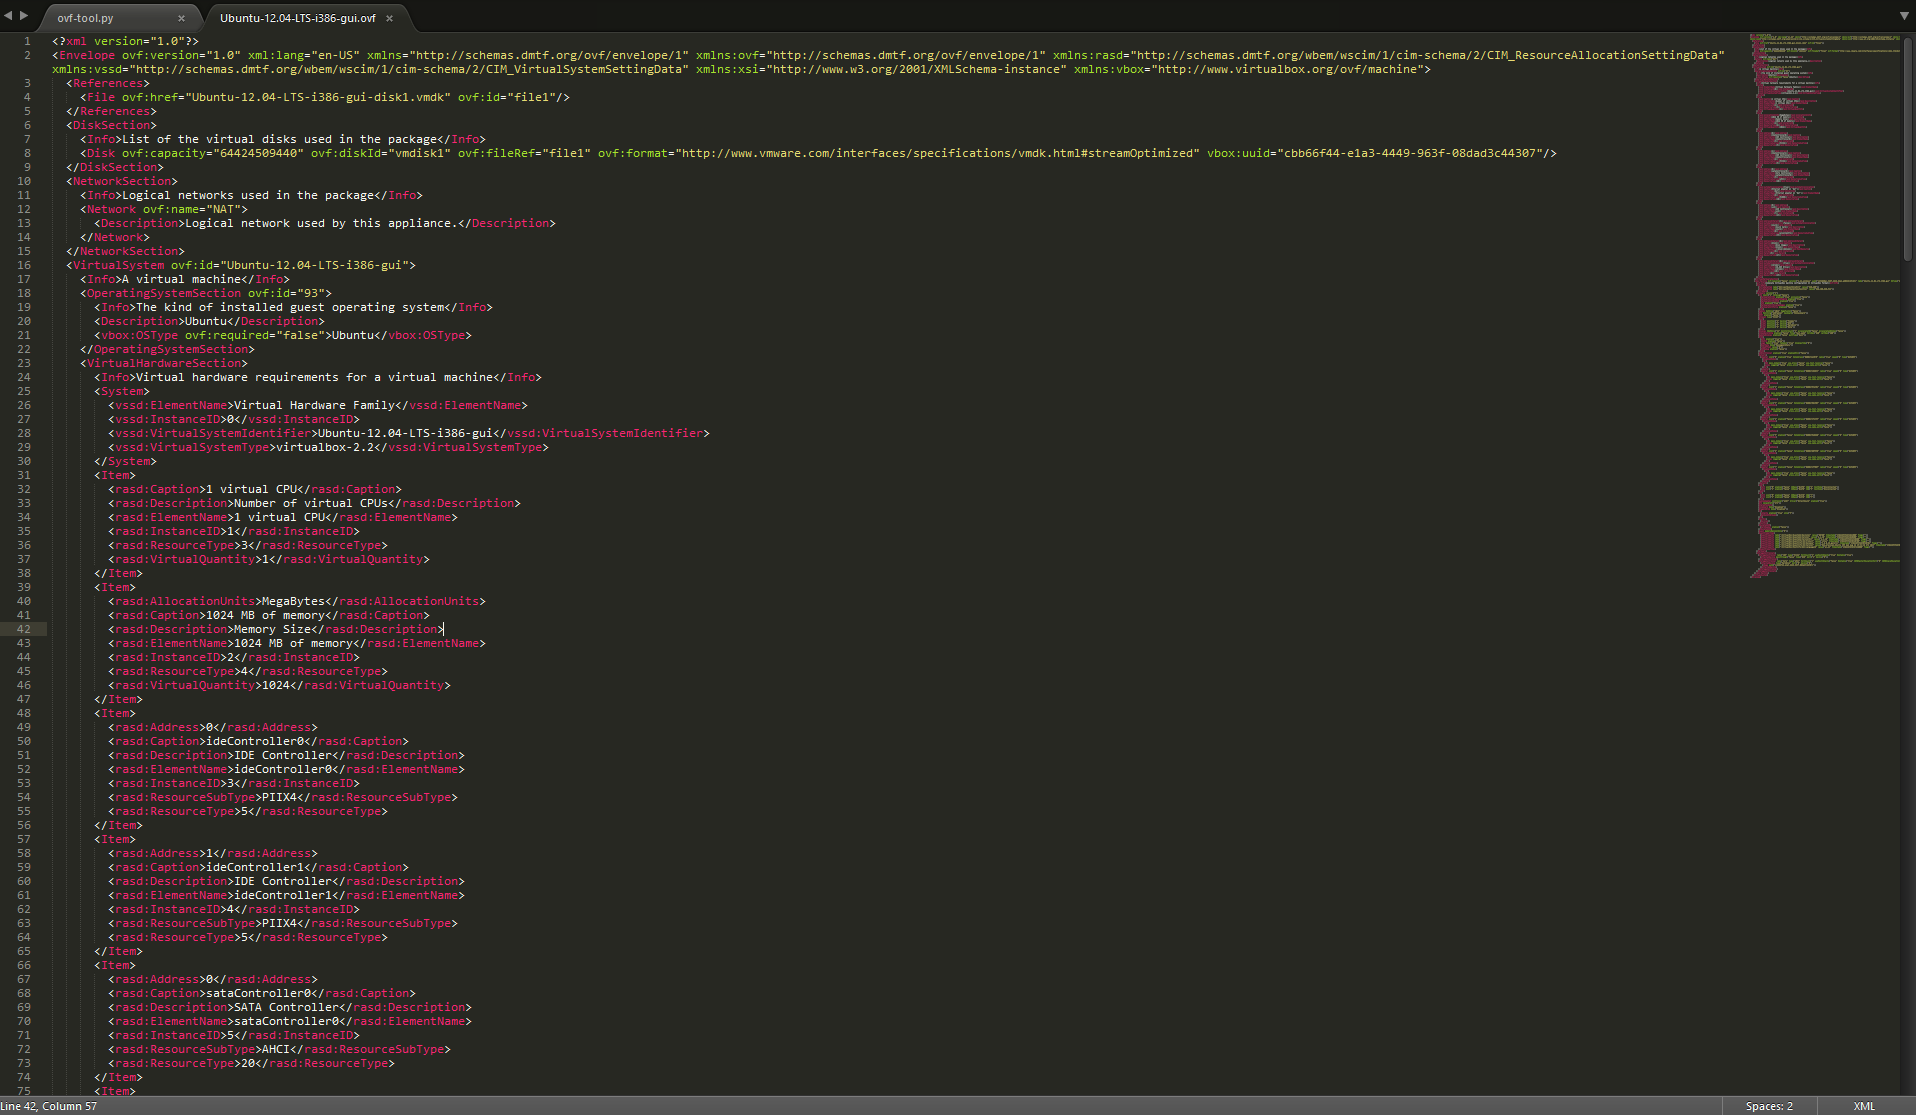 ovf-tool.py × Ubuntu-12.04-LTS-i386-gui.ovf ×
1 <?xml version="1.0"?>
2 <Envelope ovf:version="1.0" xml:lang="en-US" xmlns="http://schemas.dmtf.org/ovf/envelope/1" xmlns:ovf="http://schemas.dmtf.org/ovf/envelope/1" xmlns:rasd="http://schemas.dmtf.org/wbem/wscim/1/cim-schema/2/CIM_ResourceAllocationSettingData"
xmlns:vssd="http://schemas.dmtf.org/wbem/wscim/1/cim-schema/2/CIM_VirtualSystemSettingData" xmlns:xsi="http://www.w3.org/2001/XMLSchema-instance" xmlns:vbox="http://www.virtualbox.org/ovf/machine">
3 <References>
4 <File ovf:href="Ubuntu-12.04-LTS-i386-gui-disk1.vmdk" ovf:id="file1"/>
5 </References>
6 <DiskSection>
7 <Info>List of the virtual disks used in the package</Info>
8 <Disk ovf:capacity="64424509440" ovf:diskId="vmdisk1" ovf:fileRef="file1" ovf:format="http://www.vmware.com/interfaces/specifications/vmdk.html#streamOptimized" vbox:uuid="cbb66f44-e1a3-4449-963f-08dad3c44307"/>
9 </DiskSection>
10 <NetworkSection>
11 <Info>Logical networks used in the package</Info>
12 <Network ovf:name="NAT">
13 <Description>Logical network used by this appliance.</Description>
14 </Network>
15 </NetworkSection>
16 <VirtualSystem ovf:id="Ubuntu-12.04-LTS-i386-gui">
17 <Info>A virtual machine</Info>
18 <OperatingSystemSection ovf:id="93">
19 <Info>The kind of installed guest operating system</Info>
20 <Description>Ubuntu</Description>
21 <vbox:OSType ovf:required="false">Ubuntu</vbox:OSType>
22 </OperatingSystemSection>
23 <VirtualHardwareSection>
24 <Info>Virtual hardware requirements for a virtual machine</Info>
25 <System>
26 <vssd:ElementName>Virtual Hardware Family</vssd:ElementName>
27 <vssd:InstanceID>0</vssd:InstanceID>
28 <vssd:VirtualSystemIdentifier>Ubuntu-12.04-LTS-i386-gui</vssd:VirtualSystemIdentifier>
29 <vssd:VirtualSystemType>virtualbox-2.2</vssd:VirtualSystemType>
30 </System>
31 <Item>
32 <rasd:Caption>1 virtual CPU</rasd:Caption>
33 <rasd:Description>Number of virtual CPUs</rasd:Description>
34 <rasd:ElementName>1 virtual CPU</rasd:ElementName>
35 <rasd:InstanceID>1</rasd:InstanceID>
36 <rasd:ResourceType>3</rasd:ResourceType>
37 <rasd:VirtualQuantity>1</rasd:VirtualQuantity>
38 </Item>
39 <Item>
40 <rasd:AllocationUnits>MegaBytes</rasd:AllocationUnits>
41 <rasd:Caption>1024 MB of memory</rasd:Caption>
42 <rasd:Description>Memory Size</rasd:Description>
43 <rasd:ElementName>1024 MB of memory</rasd:ElementName>
44 <rasd:InstanceID>2</rasd:InstanceID>
45 <rasd:ResourceType>4</rasd:ResourceType>
46 <rasd:VirtualQuantity>1024</rasd:VirtualQuantity>
47 </Item>
48 <Item>
49 <rasd:Address>0</rasd:Address>
50 <rasd:Caption>ideController0</rasd:Caption>
51 <rasd:Description>IDE Controller</rasd:Description>
52 <rasd:ElementName>ideController0</rasd:ElementName>
53 <rasd:InstanceID>3</rasd:InstanceID>
54 <rasd:ResourceSubType>PIIX4</rasd:ResourceSubType>
55 <rasd:ResourceType>5</rasd:ResourceType>
56 </Item>
57 <Item>
58 <rasd:Address>1</rasd:Address>
59 <rasd:Caption>ideController1</rasd:Caption>
60 <rasd:Description>IDE Controller</rasd:Description>
61 <rasd:ElementName>ideController1</rasd:ElementName>
62 <rasd:InstanceID>4</rasd:InstanceID>
63 <rasd:ResourceSubType>PIIX4</rasd:ResourceSubType>
64 <rasd:ResourceType>5</rasd:ResourceType>
65 </Item>
66 <Item>
67 <rasd:Address>0</rasd:Address>
68 <rasd:Caption>sataController0</rasd:Caption>
69 <rasd:Description>SATA Controller</rasd:Description>
70 <rasd:ElementName>sataController0</rasd:ElementName>
71 <rasd:InstanceID>5</rasd:InstanceID>
72 <rasd:ResourceSubType>AHCI</rasd:ResourceSubType>
73 <rasd:ResourceType>20</rasd:ResourceType>
74 </Item>
75 <Item>
Line 42, Column 57 Spaces: 2 XML